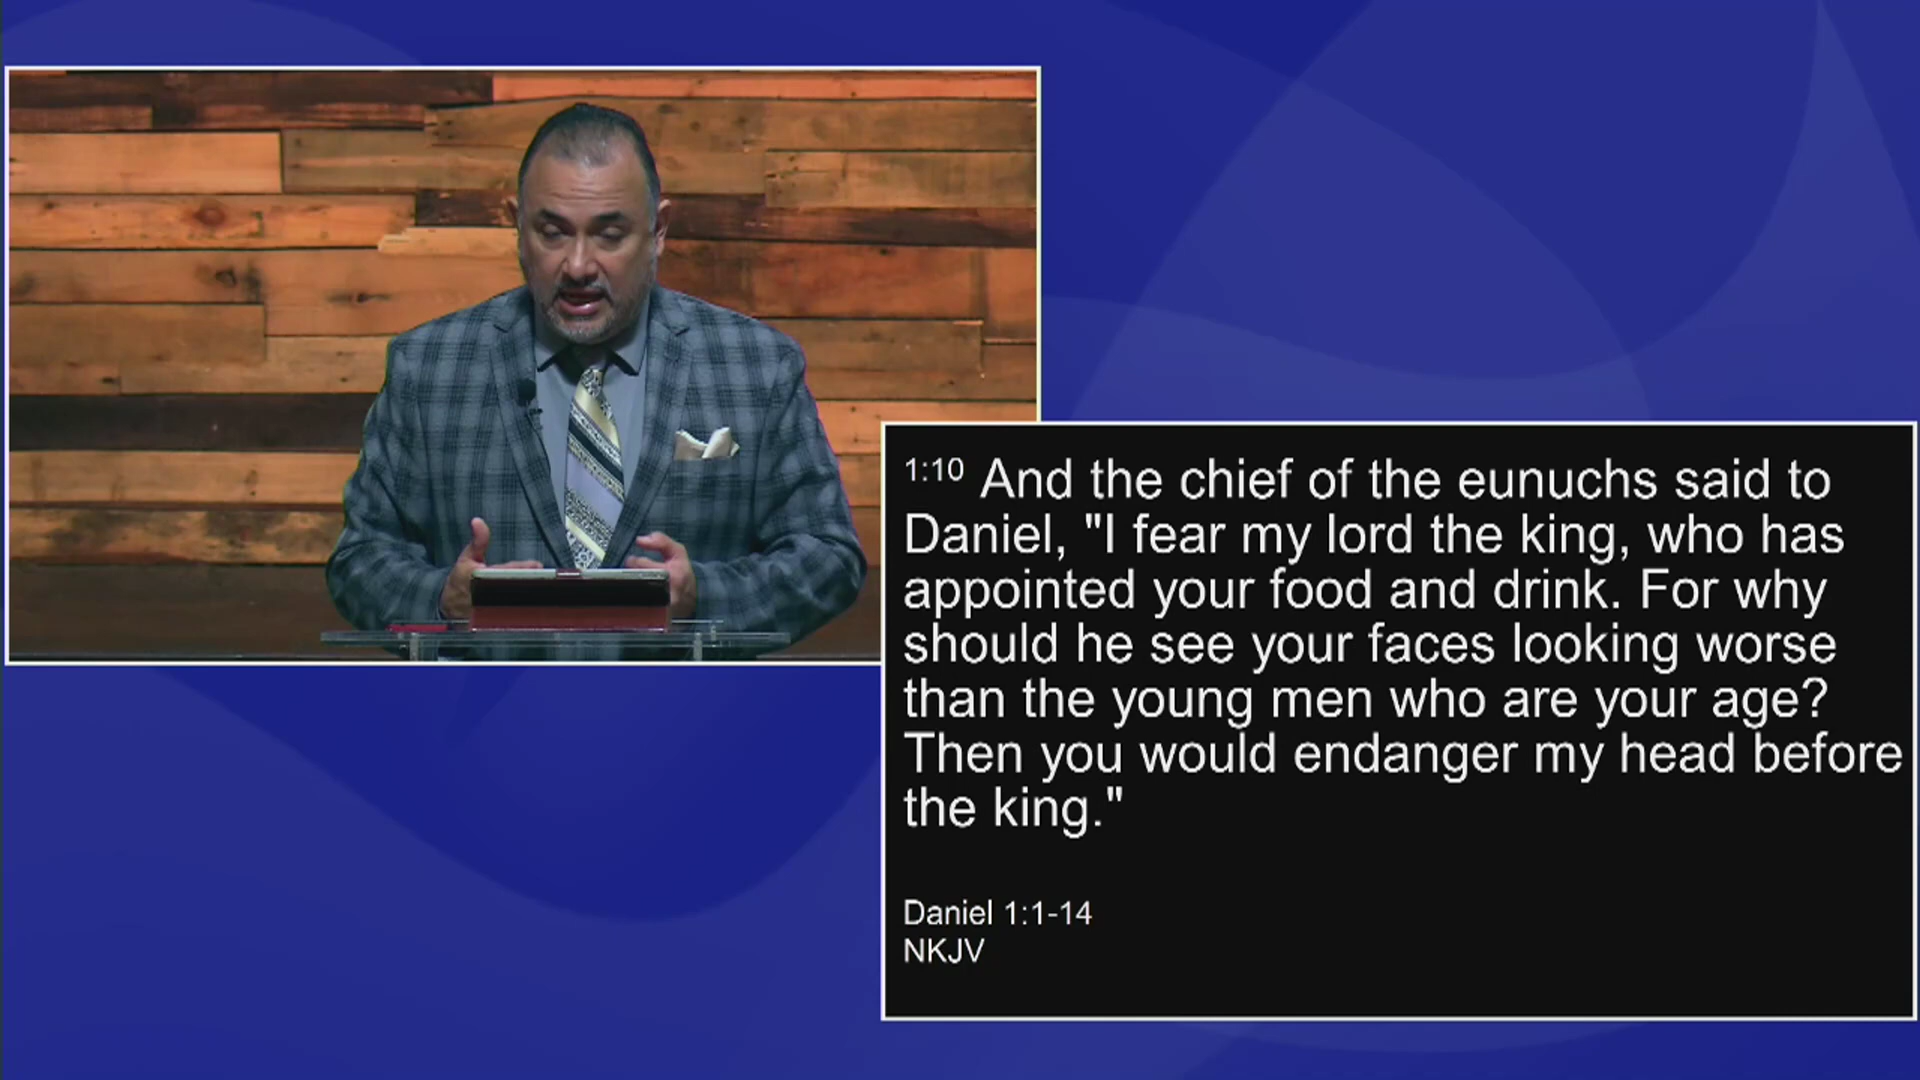 1:10 And the chief of the eunuchs said to
Daniel, "I fear my lord the king, who has
appointed your food and drink. For why
should he see your faces looking worse
than the young men who are your age?
Then you would endanger my head before
the king."
Daniel 1:1-14
NKJV